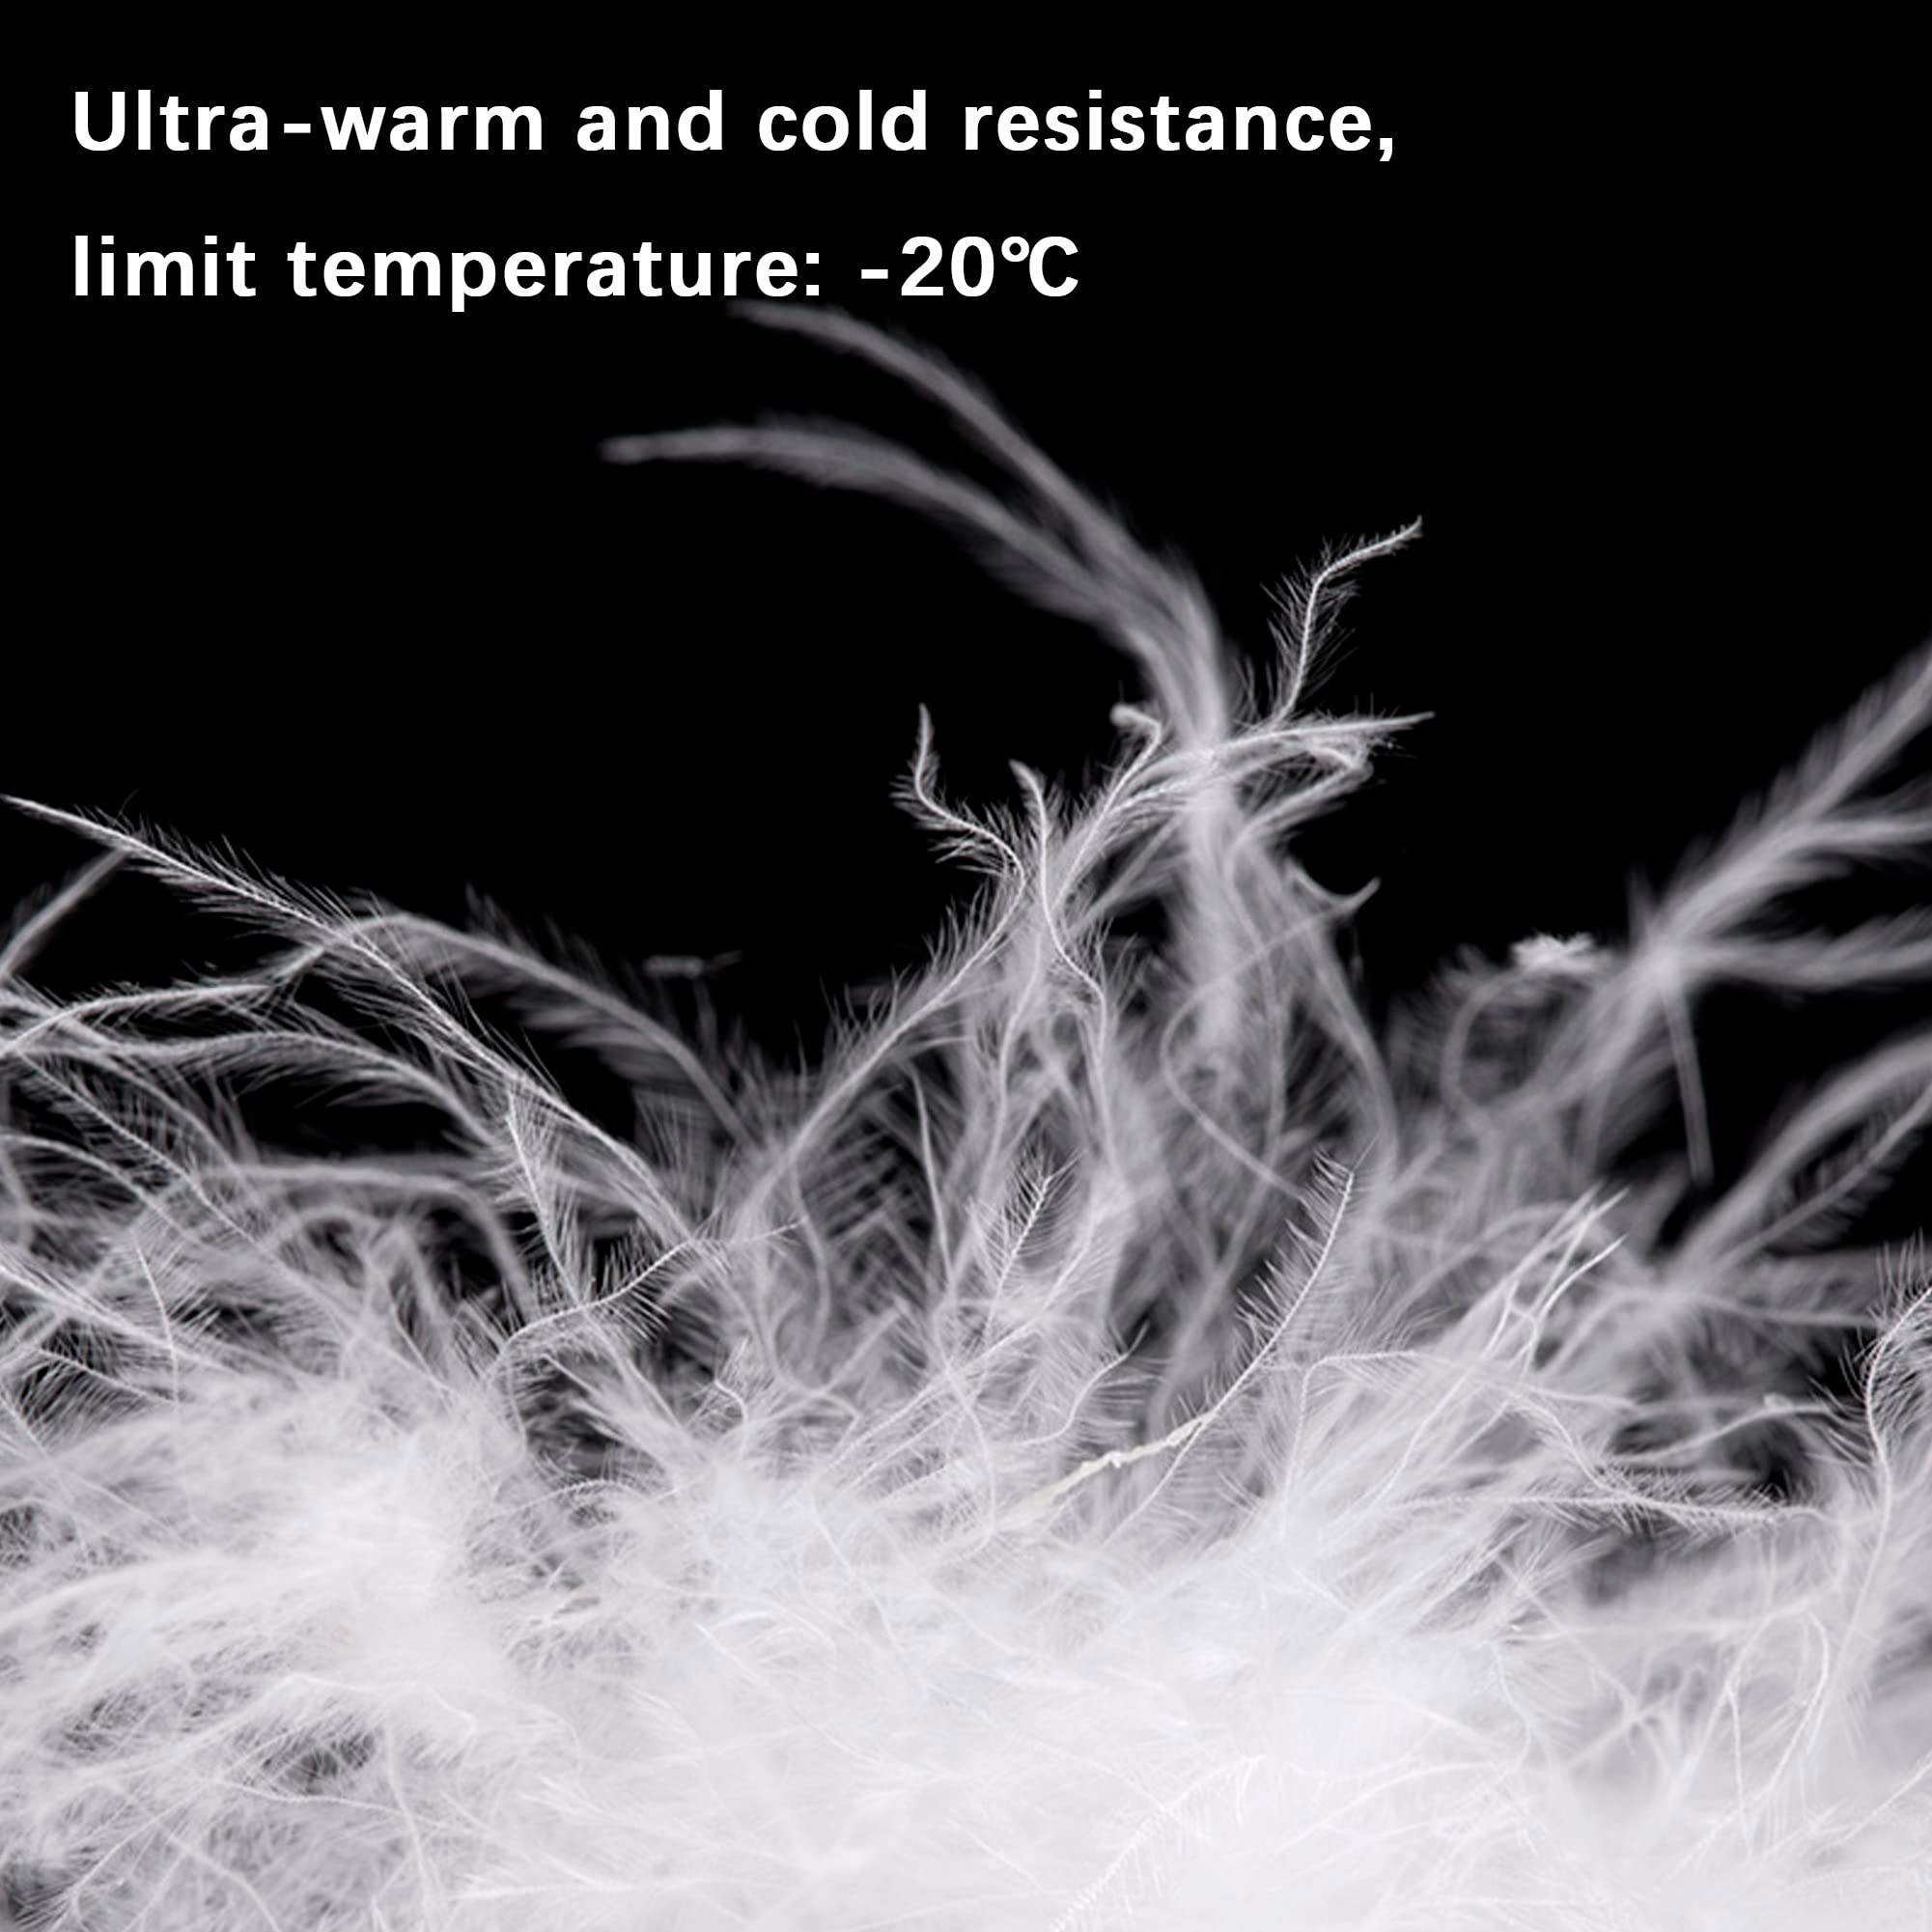 Ultra-warm and cold resistance,
limit temperature: -20℃